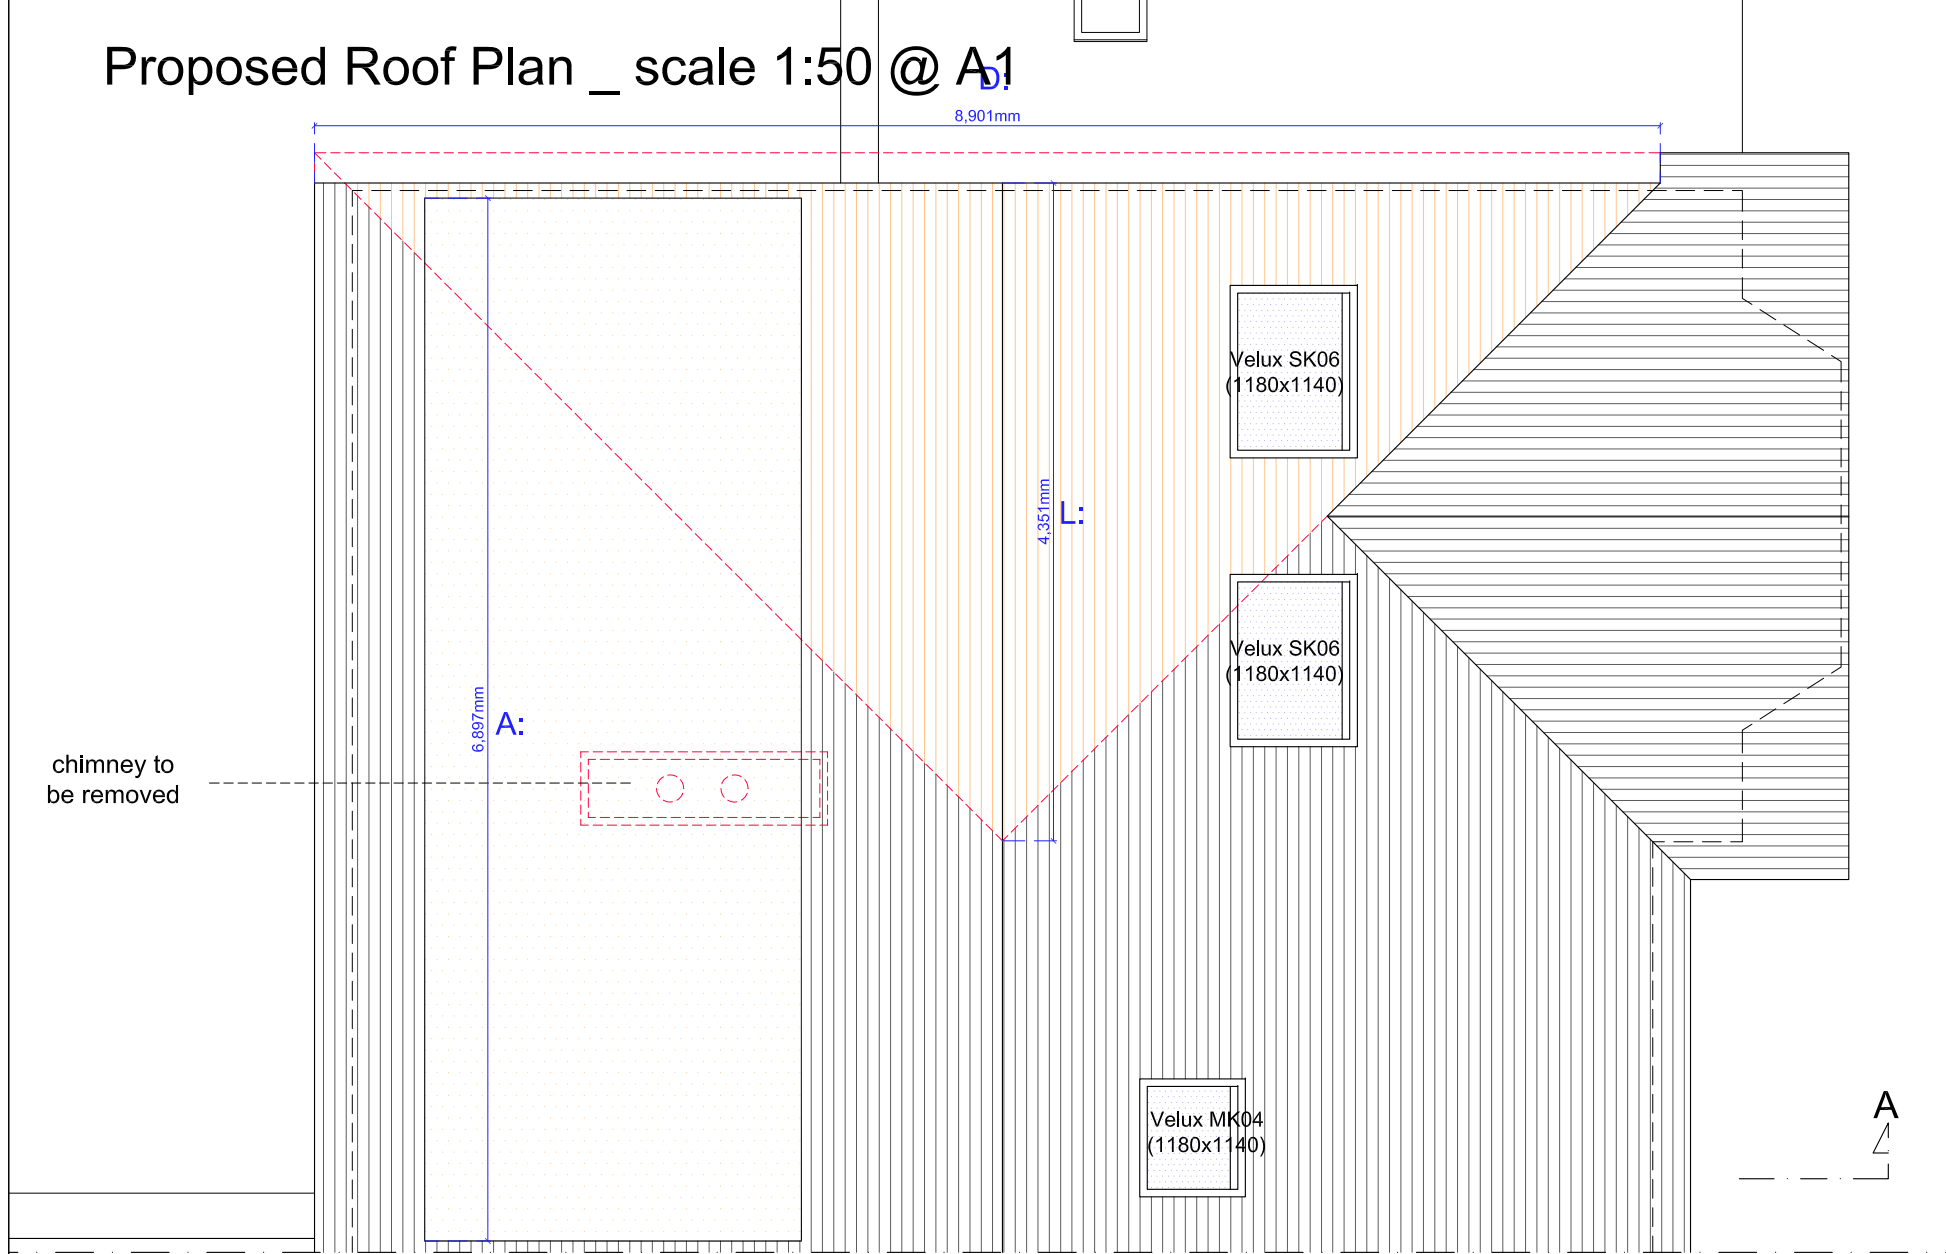 Proposed Roof Plan _ scale 1:50 @ A1
D:
8,901mm
Velux SK06
(1180x1140)
4,351mm
L:
Velux SK06
(1180x1140)
6,897mm
A:
chimney to
be removed
Velux MK04
(1180x1140)
A